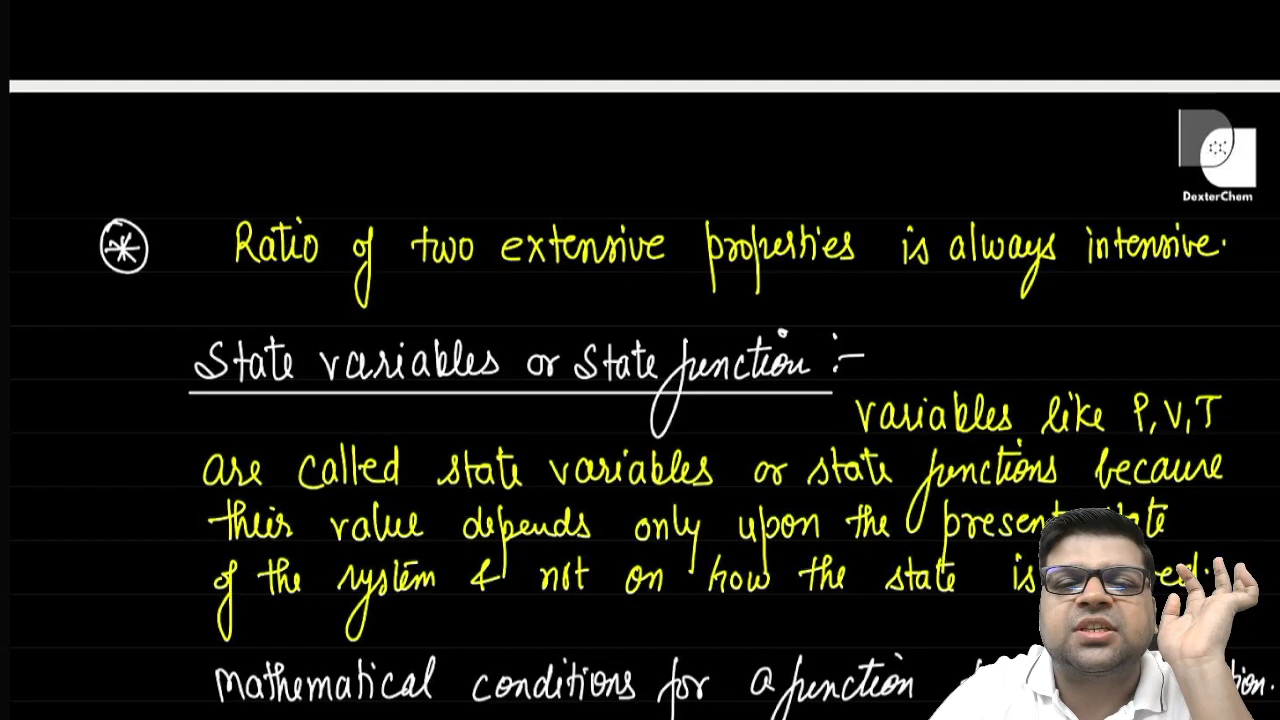 DexterChem
Ratio of two extensive properties is always intensive.
State variables or State function :-
variables like P, V, T
are called state variables or state functions because
their value depends only upon the present state
of the system & not on how the state is
Mathematical conditions for a function